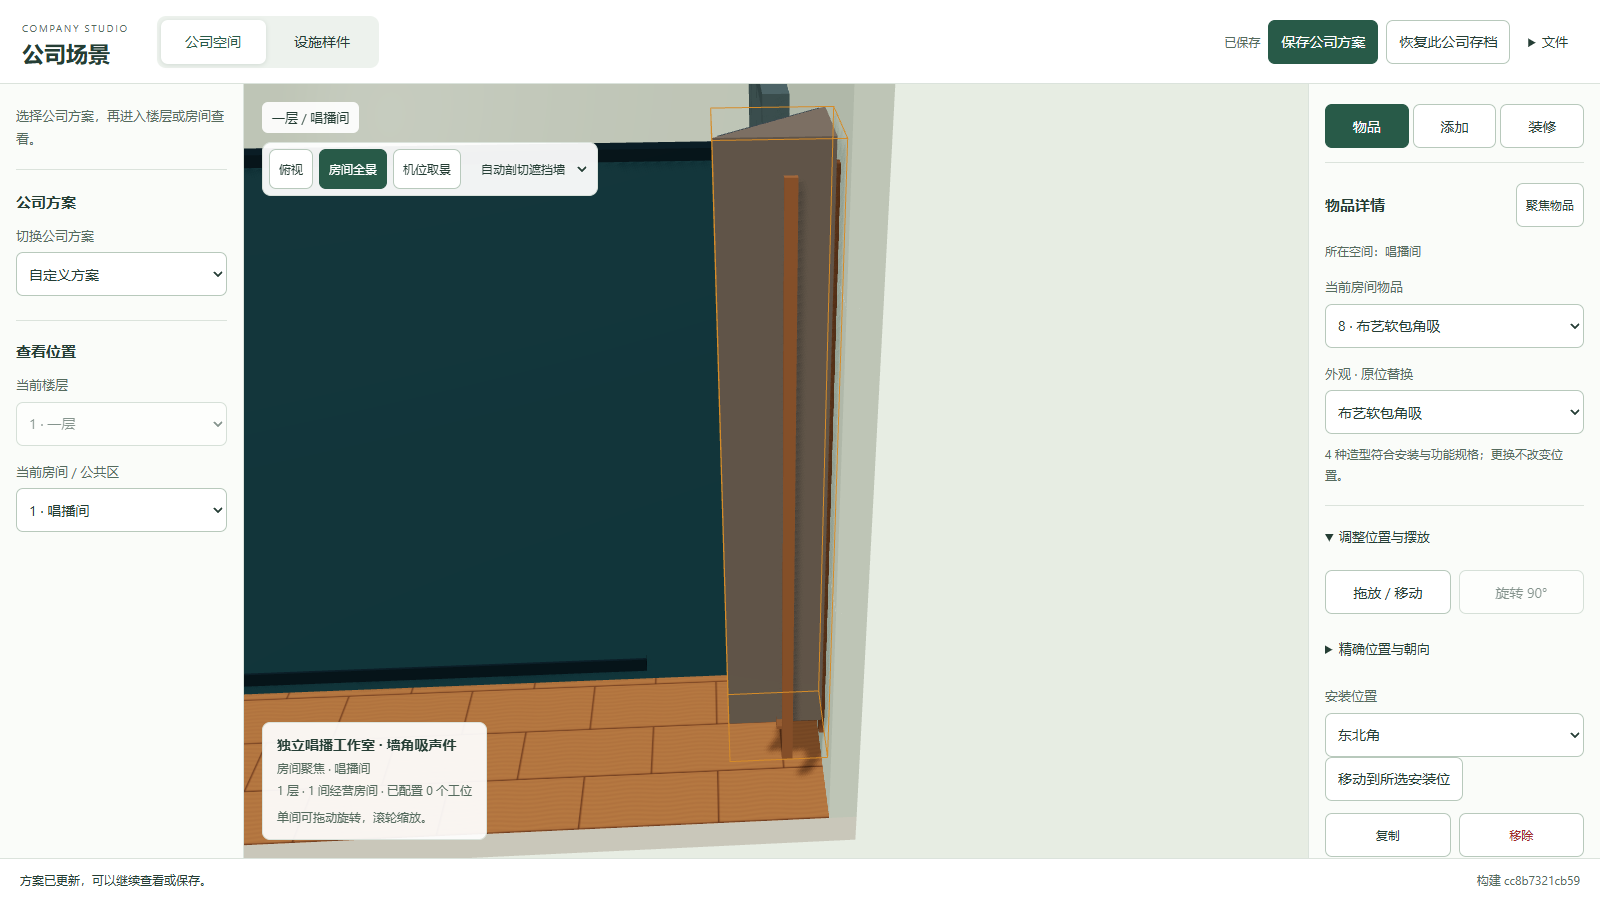 COMPANY STUDIO
公司场景
公司空间
设施样件
已保存
保存公司方案
恢复此公司存档
▶ 文件
选择公司方案，再进入楼层或房间查
看。
公司方案
切换公司方案
自定义方案
查看位置
当前楼层
1 · 一层
当前房间 / 公共区
1 · 唱播间
一层 / 唱播间
俯视
房间全景
机位取景
自动剖切遮挡墙
独立唱播工作室 · 墙角吸声件
房间聚焦 · 唱播间
1 层 · 1 间经营房间 · 已配置 0 个工位
单间可拖动旋转，滚轮缩放。
物品
添加
装修
物品详情
聚焦物品
所在空间：唱播间
当前房间物品
8 · 布艺软包角吸
外观 · 原位替换
布艺软包角吸
4 种造型符合安装与功能规格；更换不改变位
置。
▼ 调整位置与摆放
拖放 / 移动
旋转 90°
▶ 精确位置与朝向
安装位置
东北角
移动到所选安装位
复制
移除
方案已更新，可以继续查看或保存。
构建 cc8b7321cb59